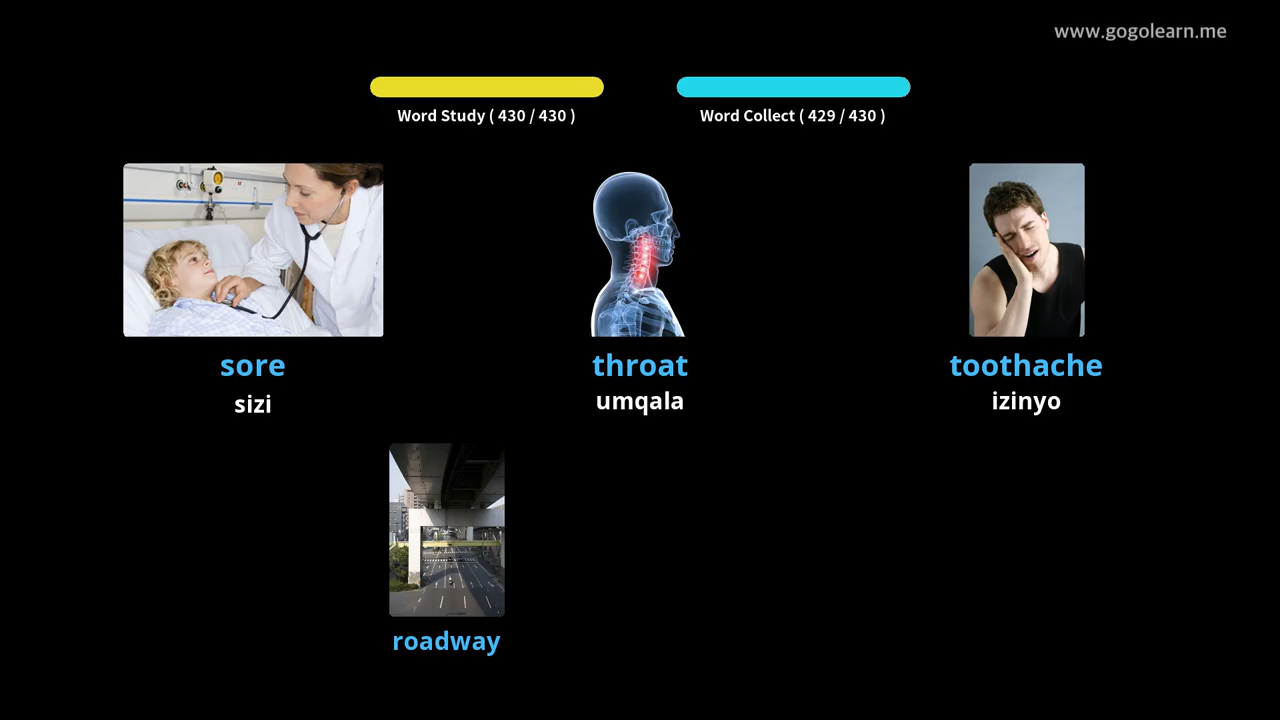 www.gogolearn.me
Word Study ( 430 / 430 )
Word Collect ( 429 / 430 )
sore
sizi
throat
umqala
toothache
izinyo
roadway